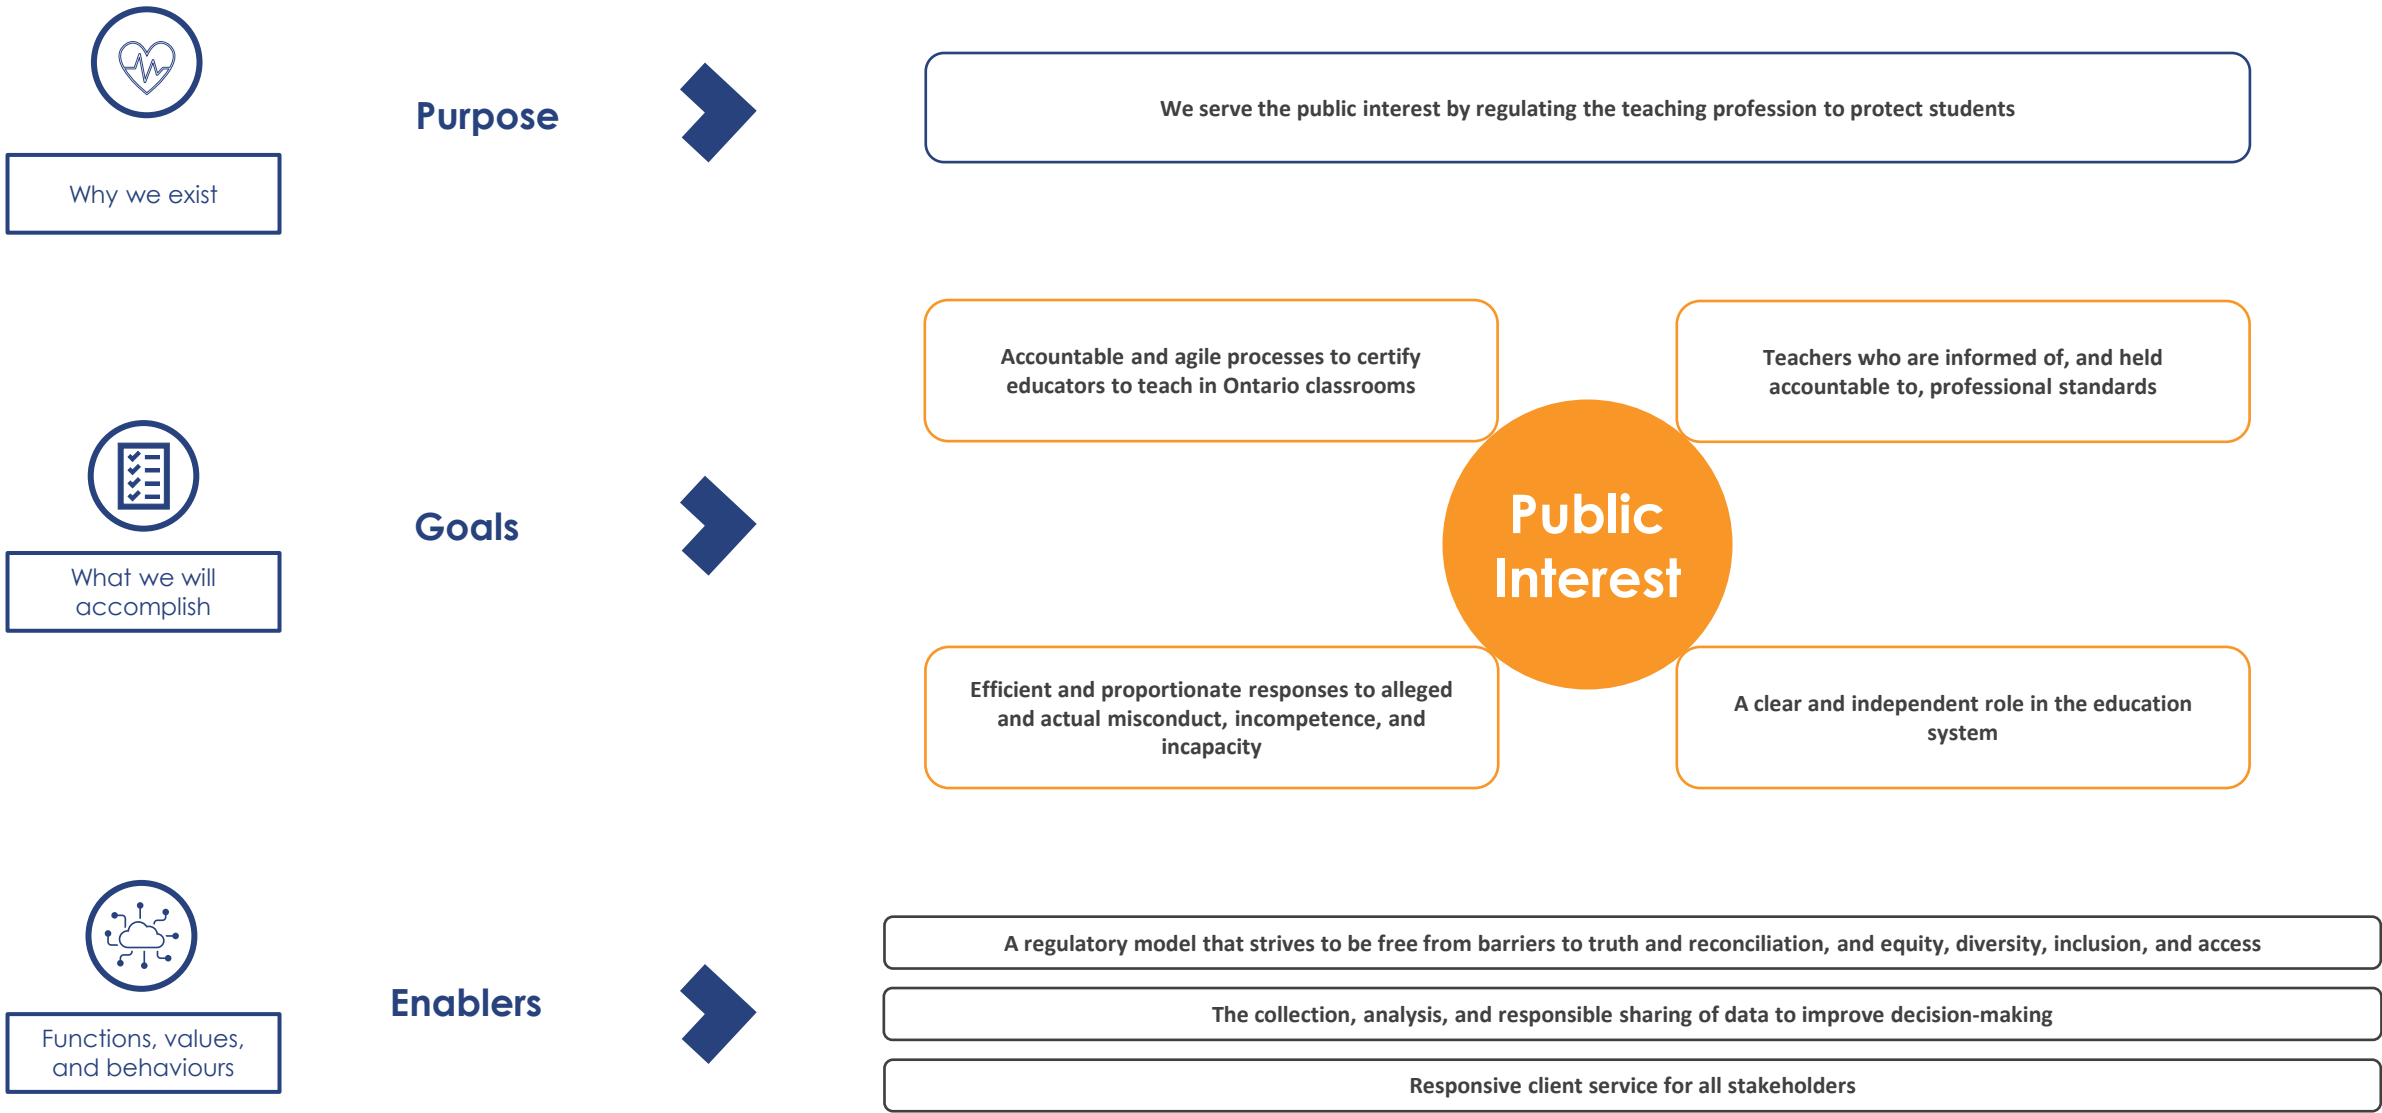 Purpose
Why we exist
We serve the public interest by regulating the teaching profession to protect students
Goals
What we will
accomplish
Accountable and agile processes to certify
educators to teach in Ontario classrooms
Teachers who are informed of, and held
accountable to, professional standards
Public
Interest
Efficient and proportionate responses to alleged
and actual misconduct, incompetence, and
incapacity
A clear and independent role in the education
system
Enablers
Functions, values,
and behaviours
A regulatory model that strives to be free from barriers to truth and reconciliation, and equity, diversity, inclusion, and access
The collection, analysis, and responsible sharing of data to improve decision-making
Responsive client service for all stakeholders